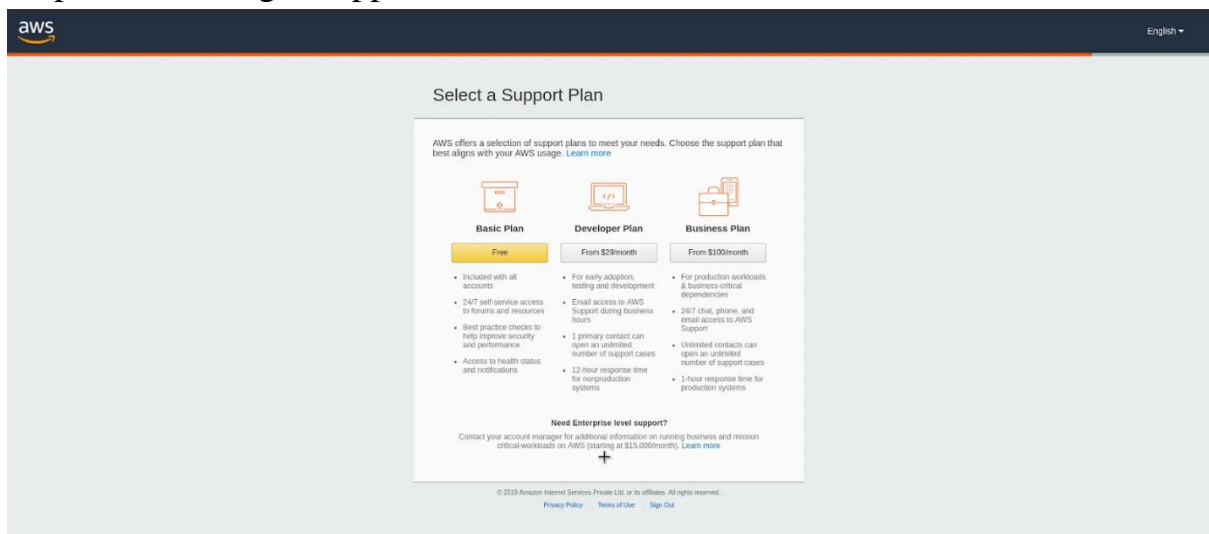 aws
English
Select a Support Plan
AWS offers a selection of support plans to meet your needs. Choose the support plan that
best aligns with your AWS usage. Learn more
Basic Plan
Free
• Included with all
accounts
• 24/7 self-service access
to forums and resources
• Best practice checks to
help improve security
and performance
• Access to health status
and notifications
Developer Plan
From $29/month
• For early adoption,
testing and development
• Email access to AWS
Support during business
hours
• 1 primary contact can
open an unlimited
number of support cases
• 12-hour response time
for nonproduction
systems
Business Plan
From $100/month
• For production workloads
& business-critical
dependencies
• 24/7 chat, phone, and
email access to AWS
Support
• Unlimited contacts can
open an unlimited
number of support cases
• 1-hour response time for
production systems
Need Enterprise level support?
Contact your account manager for additional information on running business and mission
critical-workloads on AWS (starting at $15,000/month). Learn more
© 2019 Amazon Internet Services Private Ltd. or its affiliates. All rights reserved.
Privacy Policy Terms of Use Sign Out